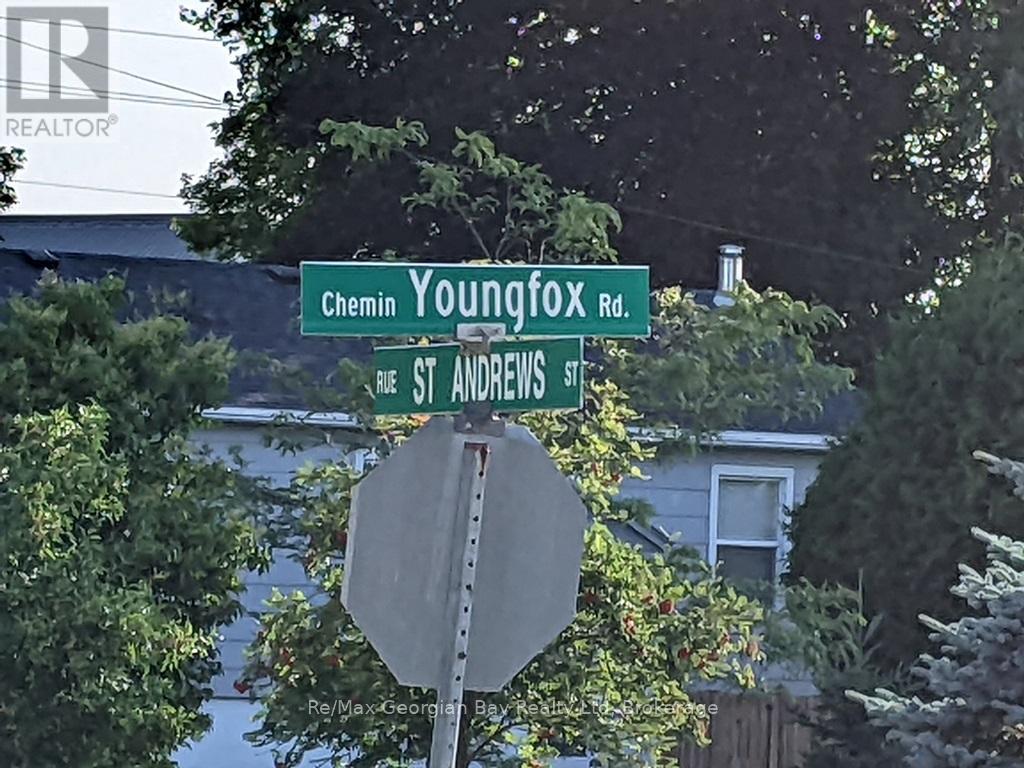 R
REALTOR®
Chemin Youngfox Rd.
RUE ST ANDREWS ST
Re/Max Georgian Bay Realty Ltd, Brokerage